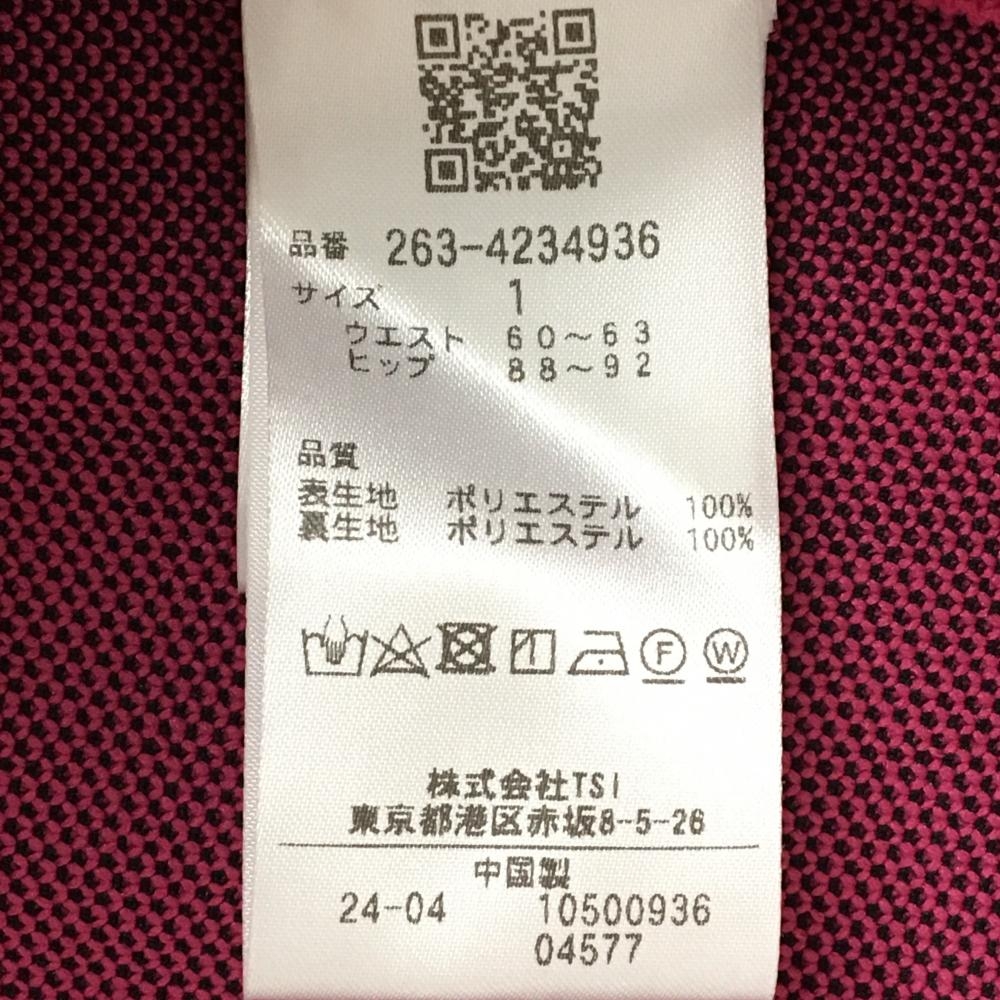 品番 263-4234936
サイズ 1
ウエスト 60～63
ヒップ 88～92
品質
表生地 ポリエステル 100%
裏生地 ポリエステル 100%
F W
株式会社TSI
東京都港区赤坂8-5-26
中国製
24-04 10500936
04577